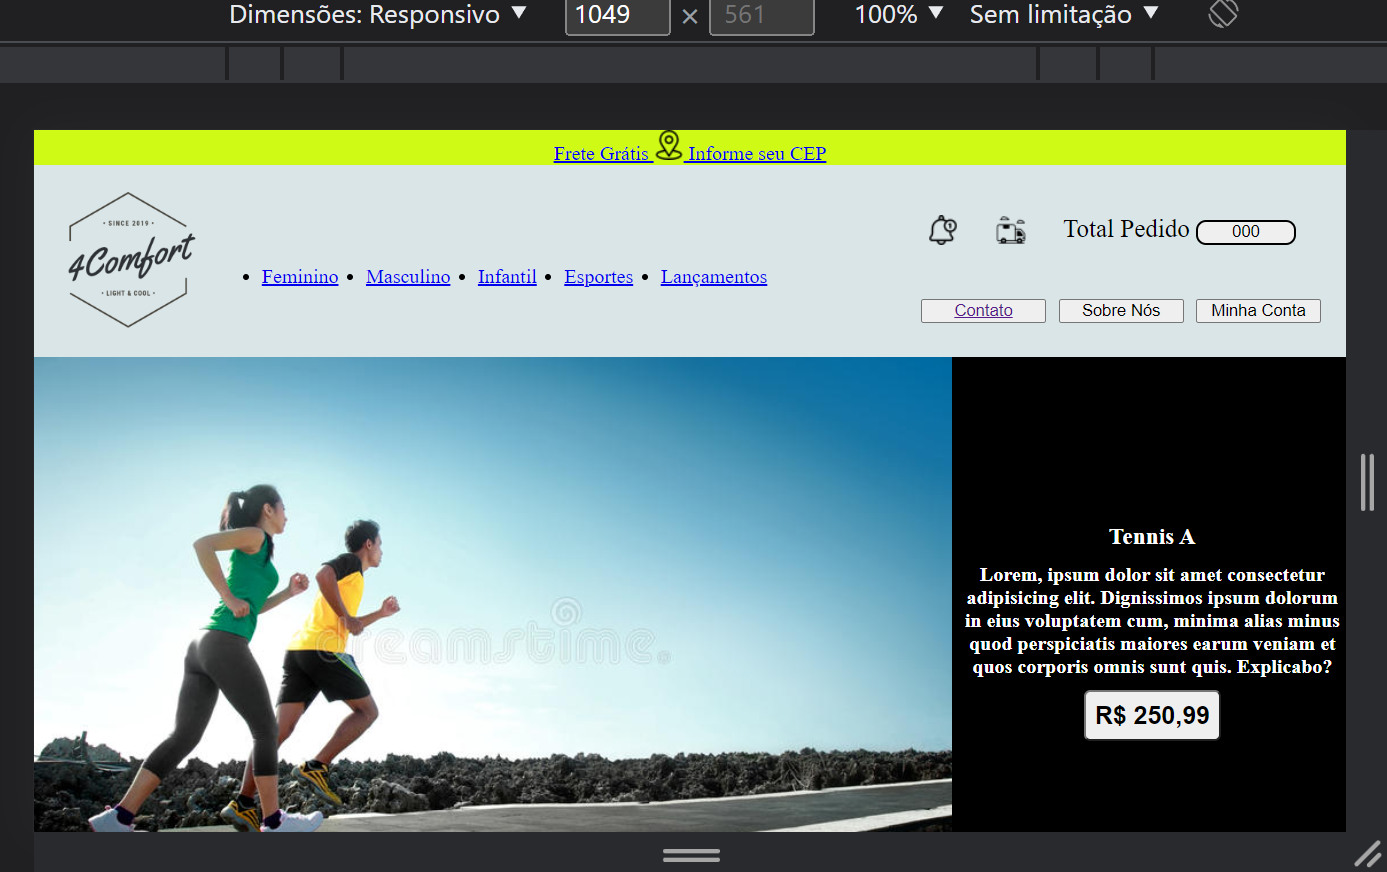 Dimensões: Responsivo ▼ 1049 × 561 100% ▼ Sem limitação ▼
Frete Grátis Informe seu CEP
• SINCE 2019 •
4Comfort
• LIGHT & COOL •
• Feminino • Masculino • Infantil • Esportes • Lançamentos
1
Total Pedido 000
Contato Sobre Nós Minha Conta
dreamstime.
Tennis A
Lorem, ipsum dolor sit amet consectetur
adipisicing elit. Dignissimos ipsum dolorum
in eius voluptatem cum, minima alias minus
quod perspiciatis maiores earum veniam et
quos corporis omnis sunt quis. Explicabo?
R$ 250,99